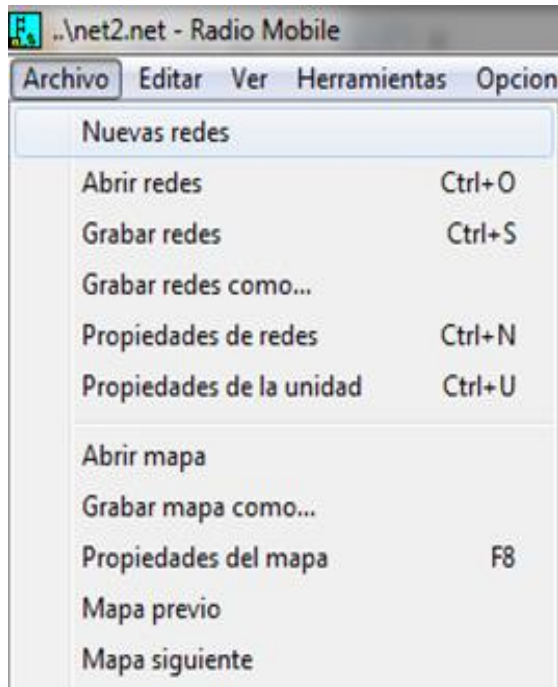 ..\net2.net - Radio Mobile
Archivo Editar Ver Herramientas Opcion
Nuevas redes
Abrir redes Ctrl+O
Grabar redes Ctrl+S
Grabar redes como...
Propiedades de redes Ctrl+N
Propiedades de la unidad Ctrl+U
Abrir mapa
Grabar mapa como...
Propiedades del mapa F8
Mapa previo
Mapa siguiente